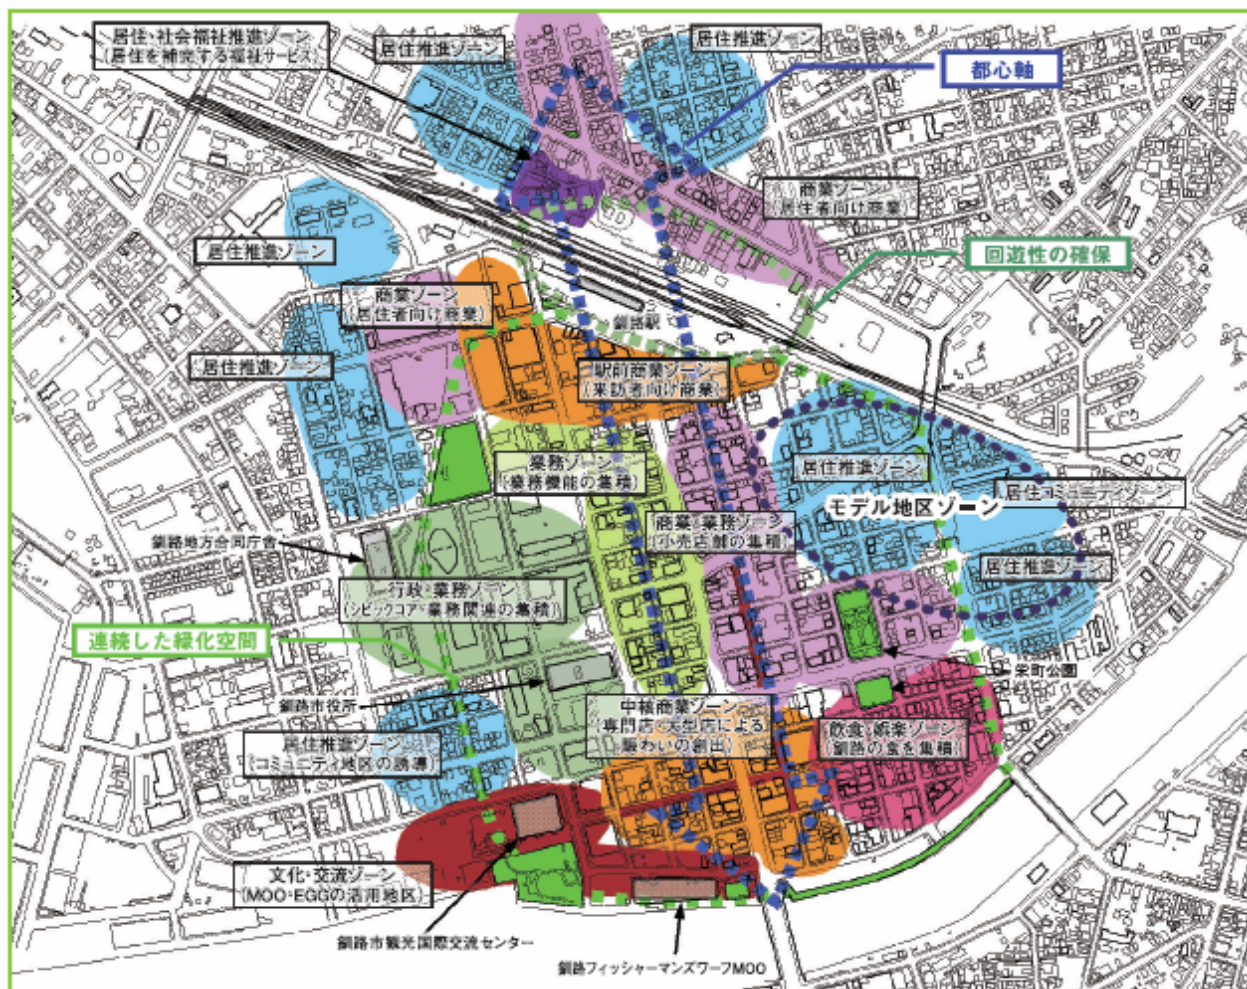 居住・社会福祉推進ゾーン
(居住を補完する福祉サービス)
居住推進ゾーン
居住推進ゾーン
都心軸
商業ゾーン
(居住者向け商業)
居住推進ゾーン
回遊性の確保
商業ゾーン
(居住者向け商業)
釧路駅
居住推進ゾーン
駅前商業ゾーン
(来訪者向け商業)
業務ゾーン
(業務機能の集積)
居住推進ゾーン
居住コミュニティゾーン
モデル地区ゾーン
商業・業務ゾーン
(小売店舗の集積)
釧路地方合同庁舎
居住推進ゾーン
行政・業務ゾーン
(シビックコア・業務関連の集積)
連続した緑化空間
栄町公園
釧路市役所
中核商業ゾーン
(専門店・大型店による
賑わいの創出)
飲食・娯楽ゾーン
(釧路の食を集積)
居住推進ゾーン
(コミュニティ地区の誘導)
文化・交流ゾーン
(MOO・EGGの活用地区)
釧路市観光国際交流センター
釧路フィッシャーマンズワーフMOO